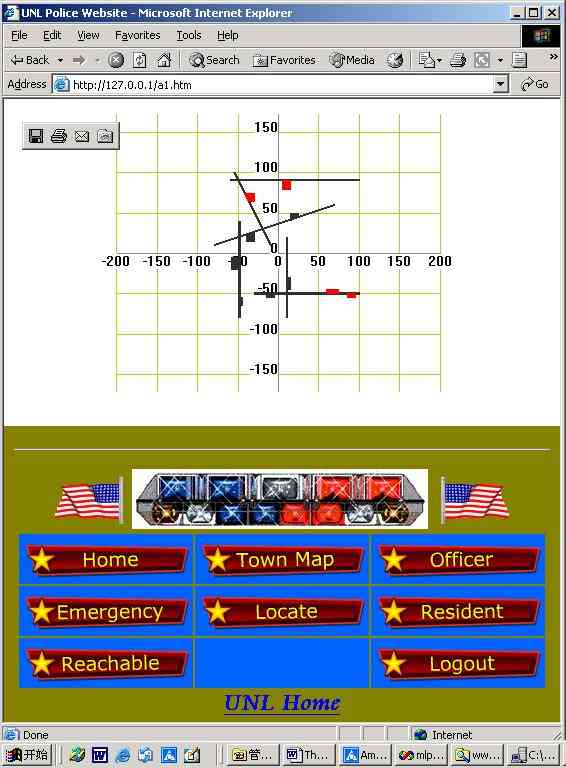 UNL Police Website - Microsoft Internet Explorer
File Edit View Favorites Tools Help
Back Search Favorites Media
Address http://127.0.0.1/a1.htm Go
150
100
50
0
-200 -150 -100 0 50 100 150 200
-50
-100
-150
Home Town Map Officer
Emergency Locate Resident
Reachable Logout
UNL Home
Done Internet
开始 管... Th... Am... mlp... ww... C:\...